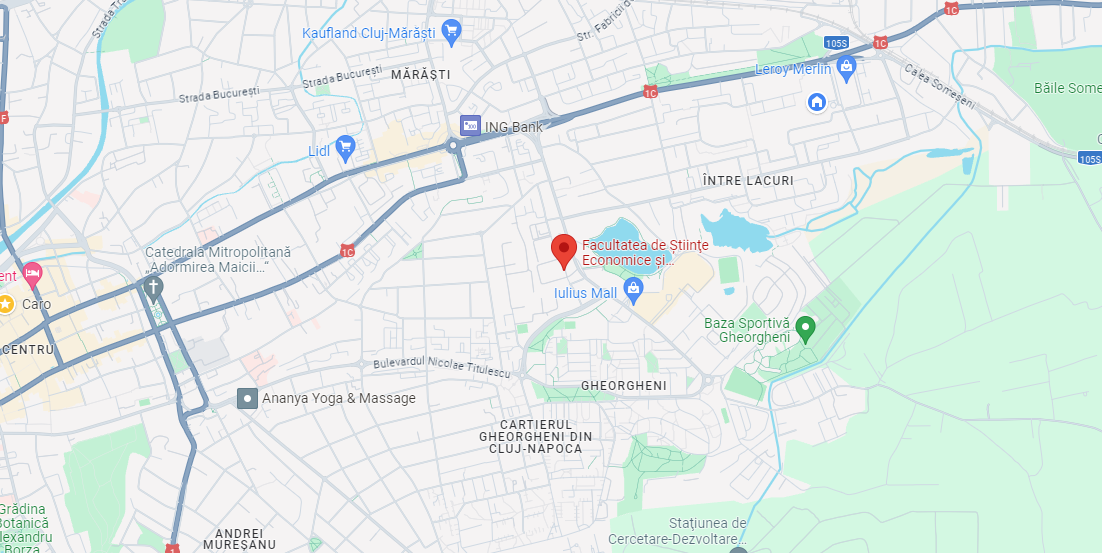 Strada Tra
Kaufland Cluj-Mărăști
Str. Fabricii de
1C
105S
1C
MĂRĂȘTI
Strada București
Strada București
Leroy Merlin
Calea Someșeni
Băile Some
1C
F
ING Bank
Lidl
105S
ÎNTRE LACURI
Catedrala Mitropolitană
„Adormirea Maicii...“
1C
Facultatea de Științe
Economice și...
ent
Caro
Iulius Mall
Baza Sportivă
Gheorgheni
CENTRU
Bulevardul Nicolae Titulescu
GHEORGHENI
Ananya Yoga & Massage
CARTIERUL
GHEORGHENI DIN
CLUJ-NAPOCA
Grădina
Botanică
lexandru
Borza
ANDREI
MUREȘANU
1
Stațiunea de
Cercetare-Dezvoltare...